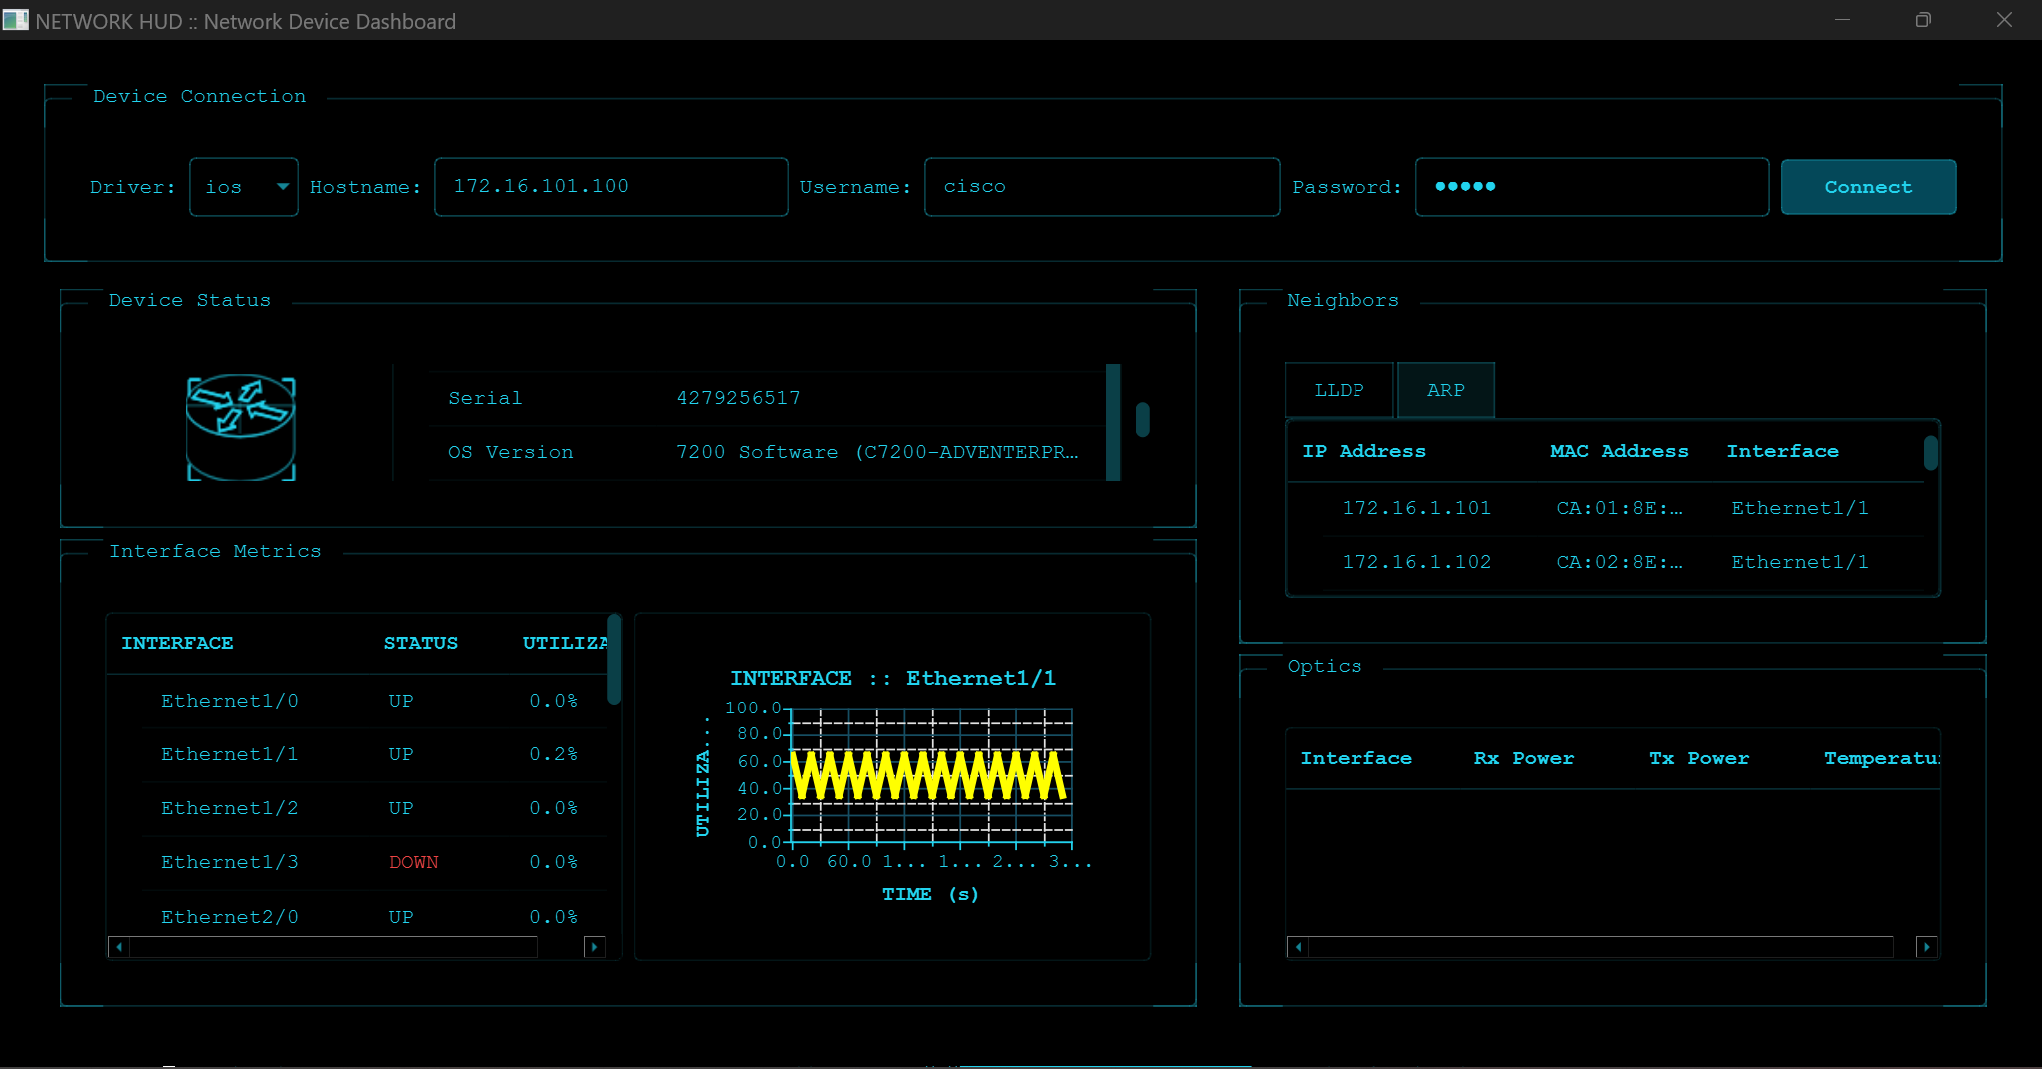 NETWORK HUD :: Network Device Dashboard
Device Connection
Driver: ios Hostname: 172.16.101.100 Username: cisco Password: ●●●●● Connect
Device Status
Serial 4279256517
OS Version 7200 Software (C7200-ADVENTERPR…
Interface Metrics
INTERFACE STATUS UTILIZA
Ethernet1/0 UP 0.0%
Ethernet1/1 UP 0.2%
Ethernet1/2 UP 0.0%
Ethernet1/3 DOWN 0.0%
Ethernet2/0 UP 0.0%
INTERFACE :: Ethernet1/1
UTILIZA...
100.0
80.0
60.0
40.0
20.0
0.0
0.0 60.0 1... 1... 2... 3...
TIME (s)
Neighbors
LLDP ARP
IP Address MAC Address Interface
172.16.1.101 CA:01:8E:… Ethernet1/1
172.16.1.102 CA:02:8E:… Ethernet1/1
Optics
Interface Rx Power Tx Power Temperatu